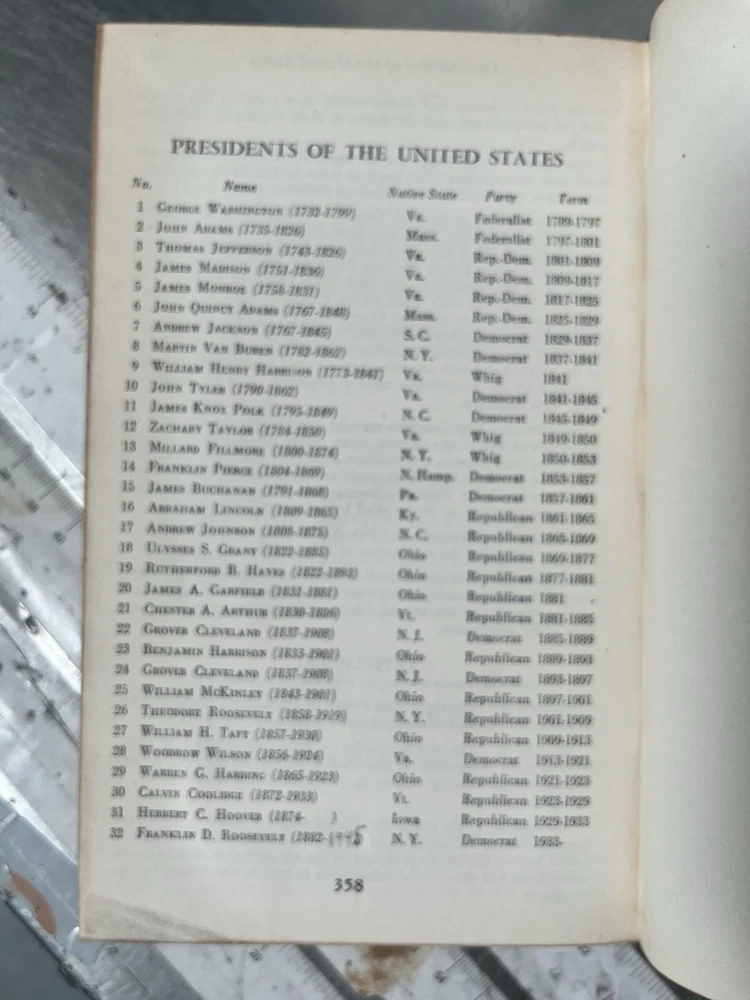 PRESIDENTS OF THE UNITED STATES
No. Name Native State Party Term
1 GEORGE WASHINGTON (1732-1799) Va. Federalist 1789-1797
2 JOHN ADAMS (1735-1826) Mass. Federalist 1797-1801
3 THOMAS JEFFERSON (1743-1826) Va. Rep.-Dem. 1801-1809
4 JAMES MADISON (1751-1836) Va. Rep.-Dem. 1809-1817
5 JAMES MONROE (1758-1831) Va. Rep.-Dem. 1817-1825
6 JOHN QUINCY ADAMS (1767-1848) Mass. Rep.-Dem. 1825-1829
7 ANDREW JACKSON (1767-1845) S. C. Democrat 1829-1837
8 MARTIN VAN BUREN (1782-1862) N. Y. Democrat 1837-1841
9 WILLIAM HENRY HARRISON (1773-1841) Va. Whig 1841
10 JOHN TYLER (1790-1862) Va. Democrat 1841-1845
11 JAMES KNOX POLK (1795-1849) N. C. Democrat 1845-1849
12 ZACHARY TAYLOR (1784-1850) Va. Whig 1849-1850
13 MILLARD FILLMORE (1800-1874) N. Y. Whig 1850-1853
14 FRANKLIN PIERCE (1804-1869) N. Hamp. Democrat 1853-1857
15 JAMES BUCHANAN (1791-1868) Pa. Democrat 1857-1861
16 ABRAHAM LINCOLN (1809-1865) Ky. Republican 1861-1865
17 ANDREW JOHNSON (1808-1875) N. C. Republican 1865-1869
18 ULYSSES S. GRANT (1822-1885) Ohio Republican 1869-1877
19 RUTHERFORD B. HAYES (1822-1893) Ohio Republican 1877-1881
20 JAMES A. GARFIELD (1831-1881) Ohio Republican 1881
21 CHESTER A. ARTHUR (1830-1886) Vt. Republican 1881-1885
22 GROVER CLEVELAND (1837-1908) N. J. Democrat 1885-1889
23 BENJAMIN HARRISON (1833-1901) Ohio Republican 1889-1893
24 GROVER CLEVELAND (1837-1908) N. J. Democrat 1893-1897
25 WILLIAM MCKINLEY (1843-1901) Ohio Republican 1897-1901
26 THEODORE ROOSEVELT (1858-1919) N. Y. Republican 1901-1909
27 WILLIAM H. TAFT (1857-1930) Ohio Republican 1909-1913
28 WOODROW WILSON (1856-1924) Va. Democrat 1913-1921
29 WARREN G. HARDING (1865-1923) Ohio Republican 1921-1923
30 CALVIN COOLIDGE (1872-1933) Vt. Republican 1923-1929
31 HERBERT C. HOOVER (1874- ) Iowa Republican 1929-1933
32 FRANKLIN D. ROOSEVELT (1882-1945 N. Y. Democrat 1933-
358